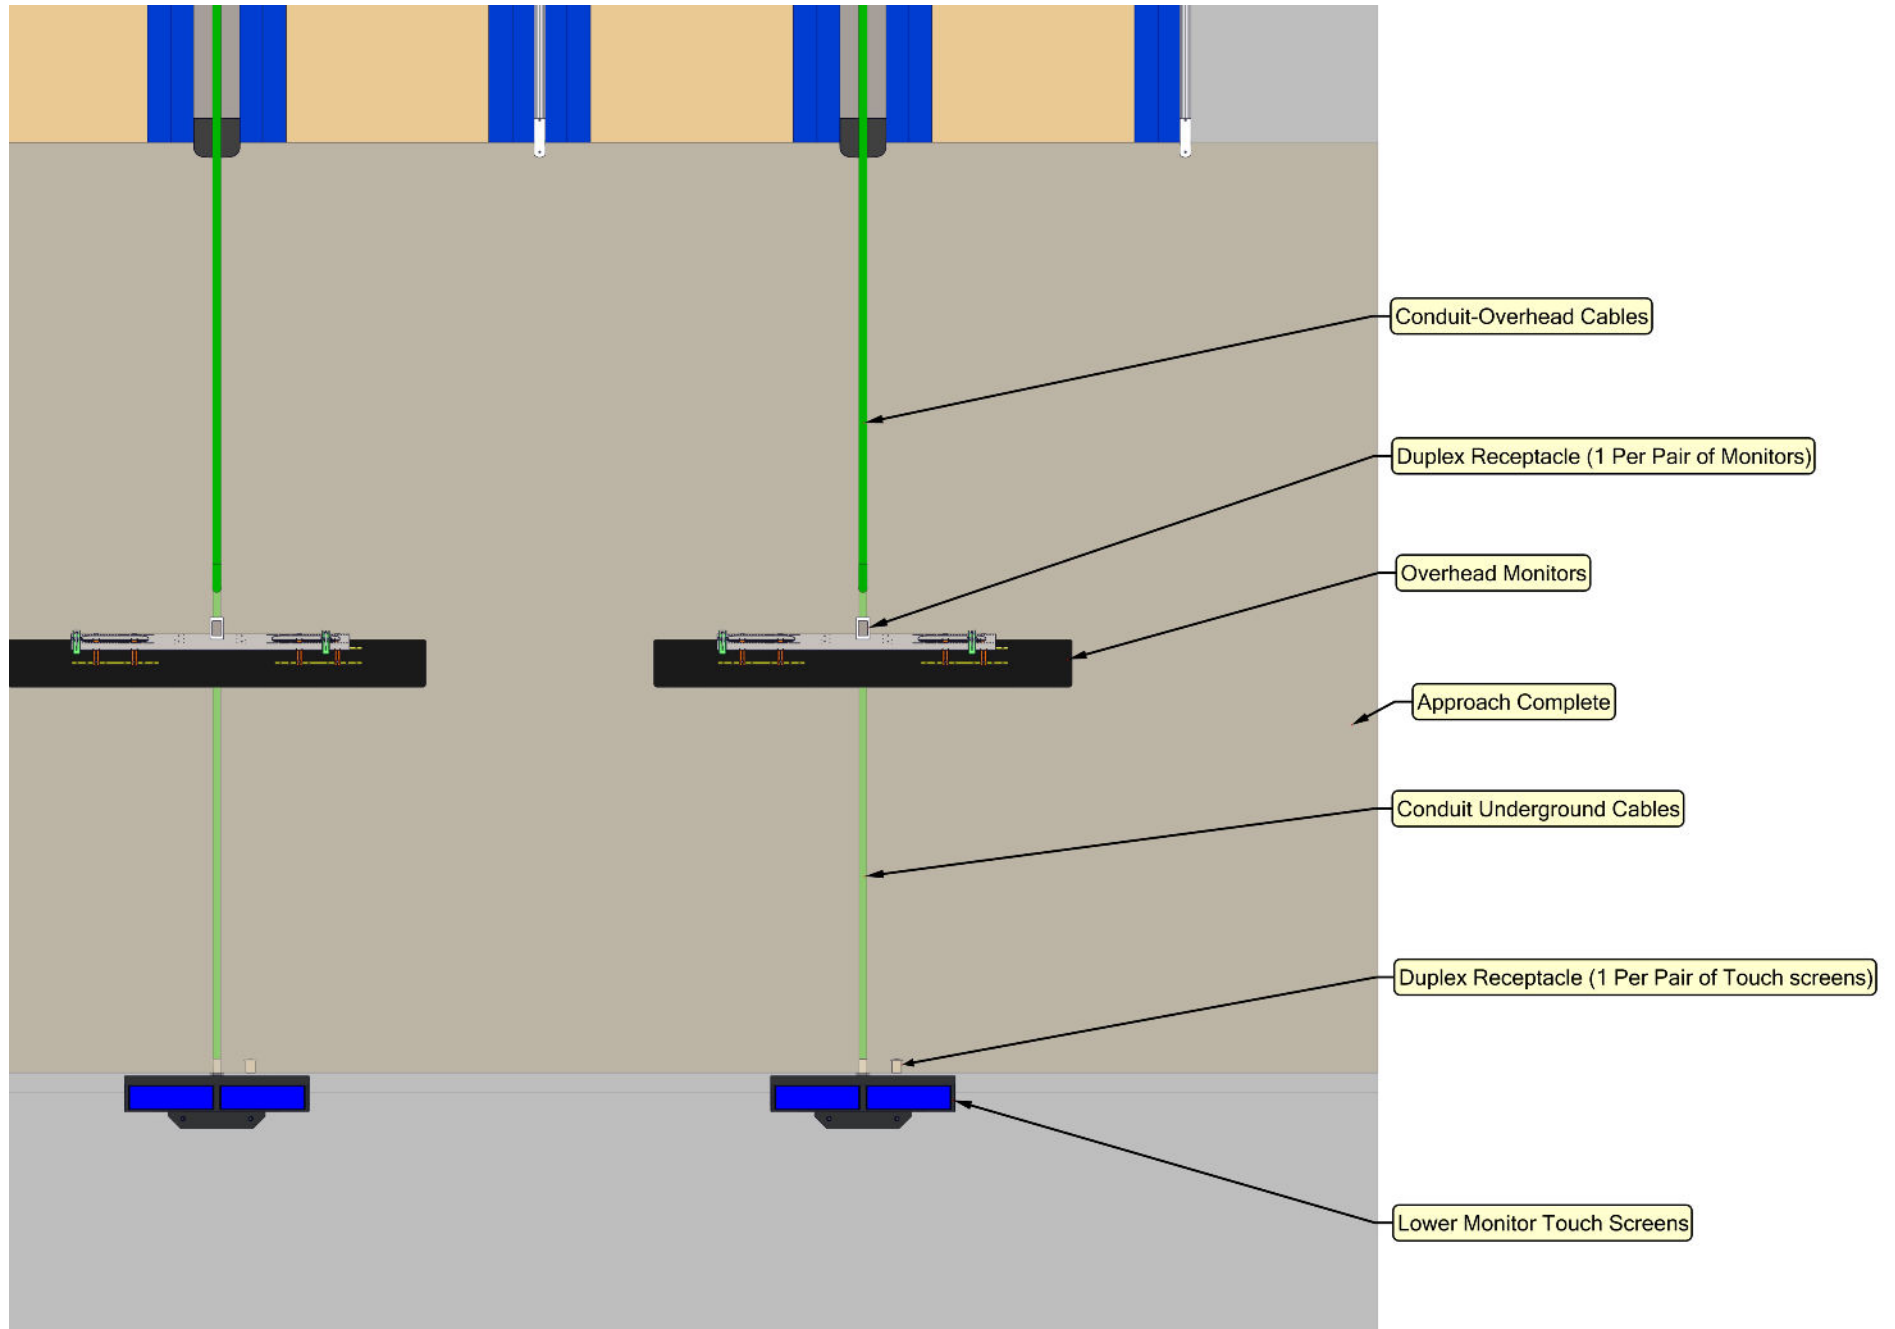 Conduit-Overhead Cables
Duplex Receptacle (1 Per Pair of Monitors)
Overhead Monitors
Approach Complete
Conduit Underground Cables
Duplex Receptacle (1 Per Pair of Touch screens)
Lower Monitor Touch Screens